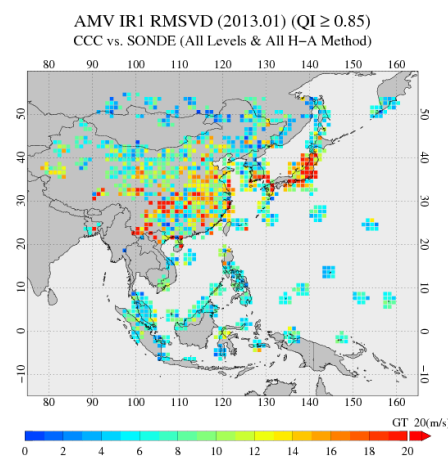 AMV IR1 RMSVD (2013.01) (QI ≥ 0.85)
CCC vs. SONDE (All Levels & All H-A Method)
80 90 100 110 120 130 140 150 160
50 50
40 40
30 30
20 20
10 10
0 0
−10 −10
80 90 100 110 120 130 140 150 160
GT 20(m/s)
0 2 4 6 8 10 12 14 16 18 20